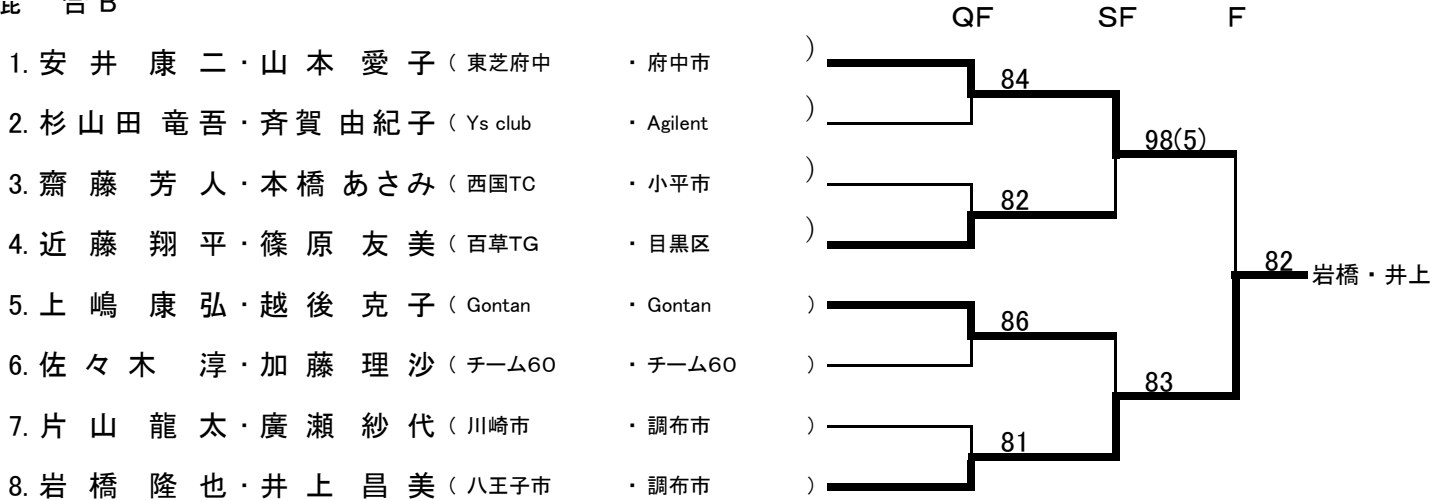 混 合 B
QF SF F
1. 安 井 康 二・山 本 愛 子 ( 東芝府中 ・ 府中市 )
84
2. 杉 山 田 竜 吾・斉 賀 由 紀 子 ( Ys club ・ Agilent )
98(5)
3. 齋 藤 芳 人・本 橋 あ さ み ( 西国TC ・ 小平市 )
82
4. 近 藤 翔 平・篠 原 友 美 ( 百草TG ・ 目黒区 )
82 岩橋・井上
5. 上 嶋 康 弘・越 後 克 子 ( Gontan ・ Gontan )
86
6. 佐 々 木 淳・加 藤 理 沙 ( チーム60 ・ チーム60 )
83
7. 片 山 龍 太・廣 瀬 紗 代 ( 川崎市 ・ 調布市 )
81
8. 岩 橋 隆 也・井 上 昌 美 ( 八王子市 ・ 調布市 )